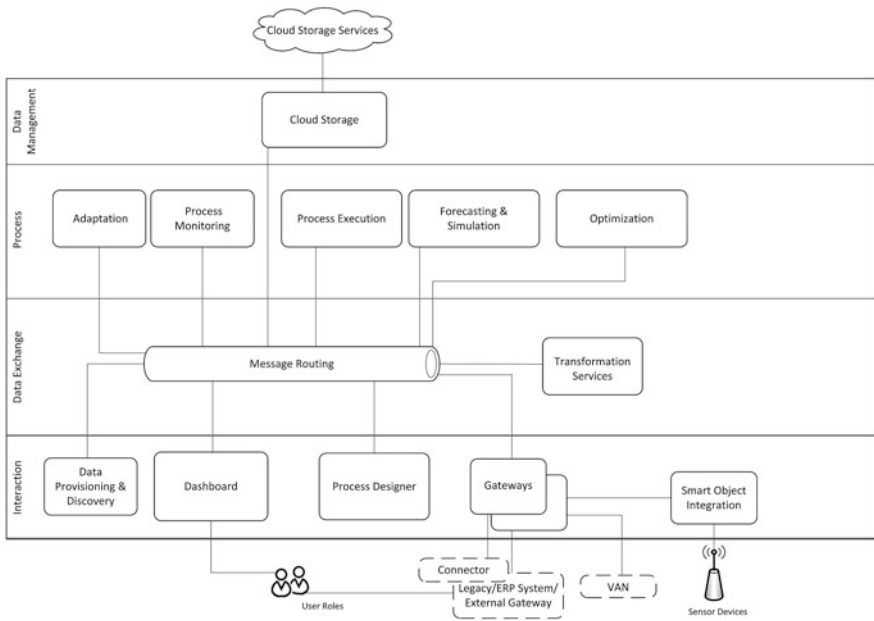 Cloud Storage Services
Data
Management
Cloud Storage
Process
Adaptation
Process
Monitoring
Process Execution
Forecasting &
Simulation
Optimization
Data Exchange
Message Routing
Transformation
Services
Interaction
Data
Provisioning &
Discovery
Dashboard
Process Designer
Gateways
Smart Object
Integration
User Roles
Connector
Legacy/ERP System/
External Gateway
VAN
Sensor Devices